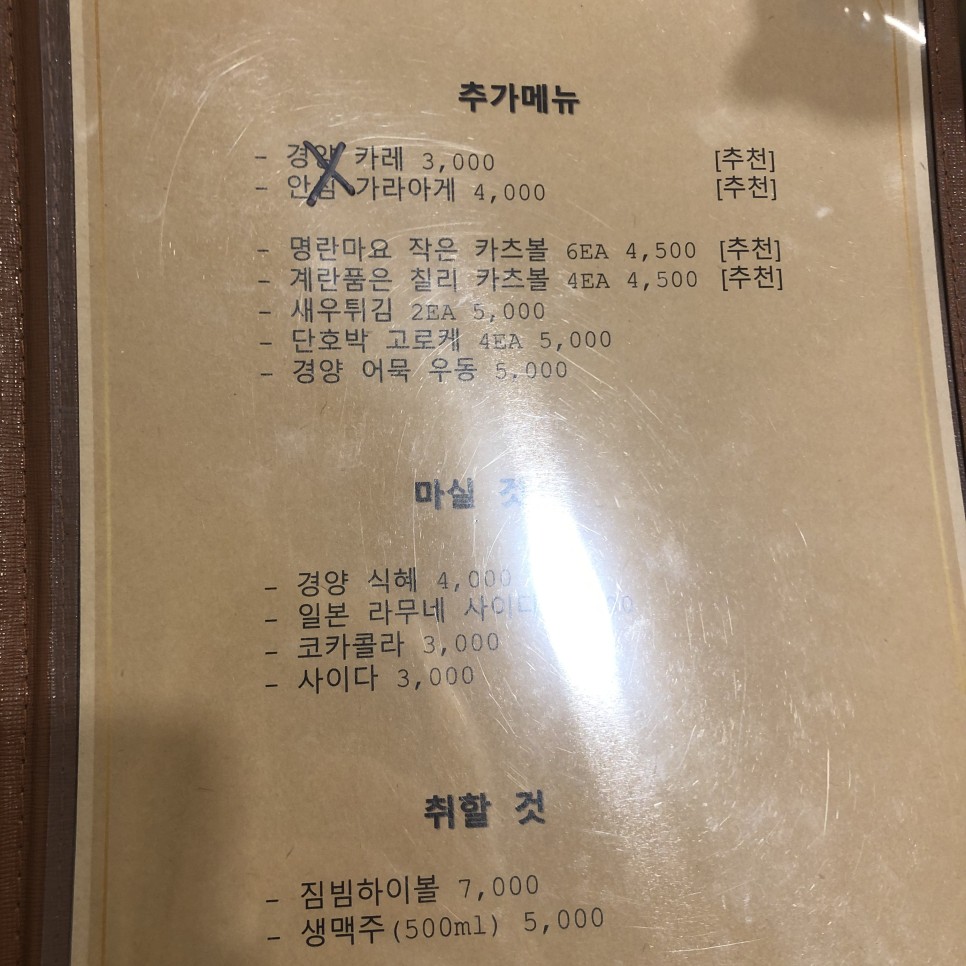 추가메뉴
- 경양 카레 3,000 [추천]
- 안심 가라아게 4,000 [추천]
- 명란마요 작은 카츠볼 6EA 4,500 [추천]
- 계란품은 칠리 카츠볼 4EA 4,500 [추천]
- 새우튀김 2EA 5,000
- 단호박 고로케 4EA 5,000
- 경양 어묵 우동 5,000
마실 것
- 경양 식혜 4,000
- 일본 라무네 사이다
- 코카콜라 3,000
- 사이다 3,000
취할 것
- 짐빔하이볼 7,000
- 생맥주(500ml) 5,000